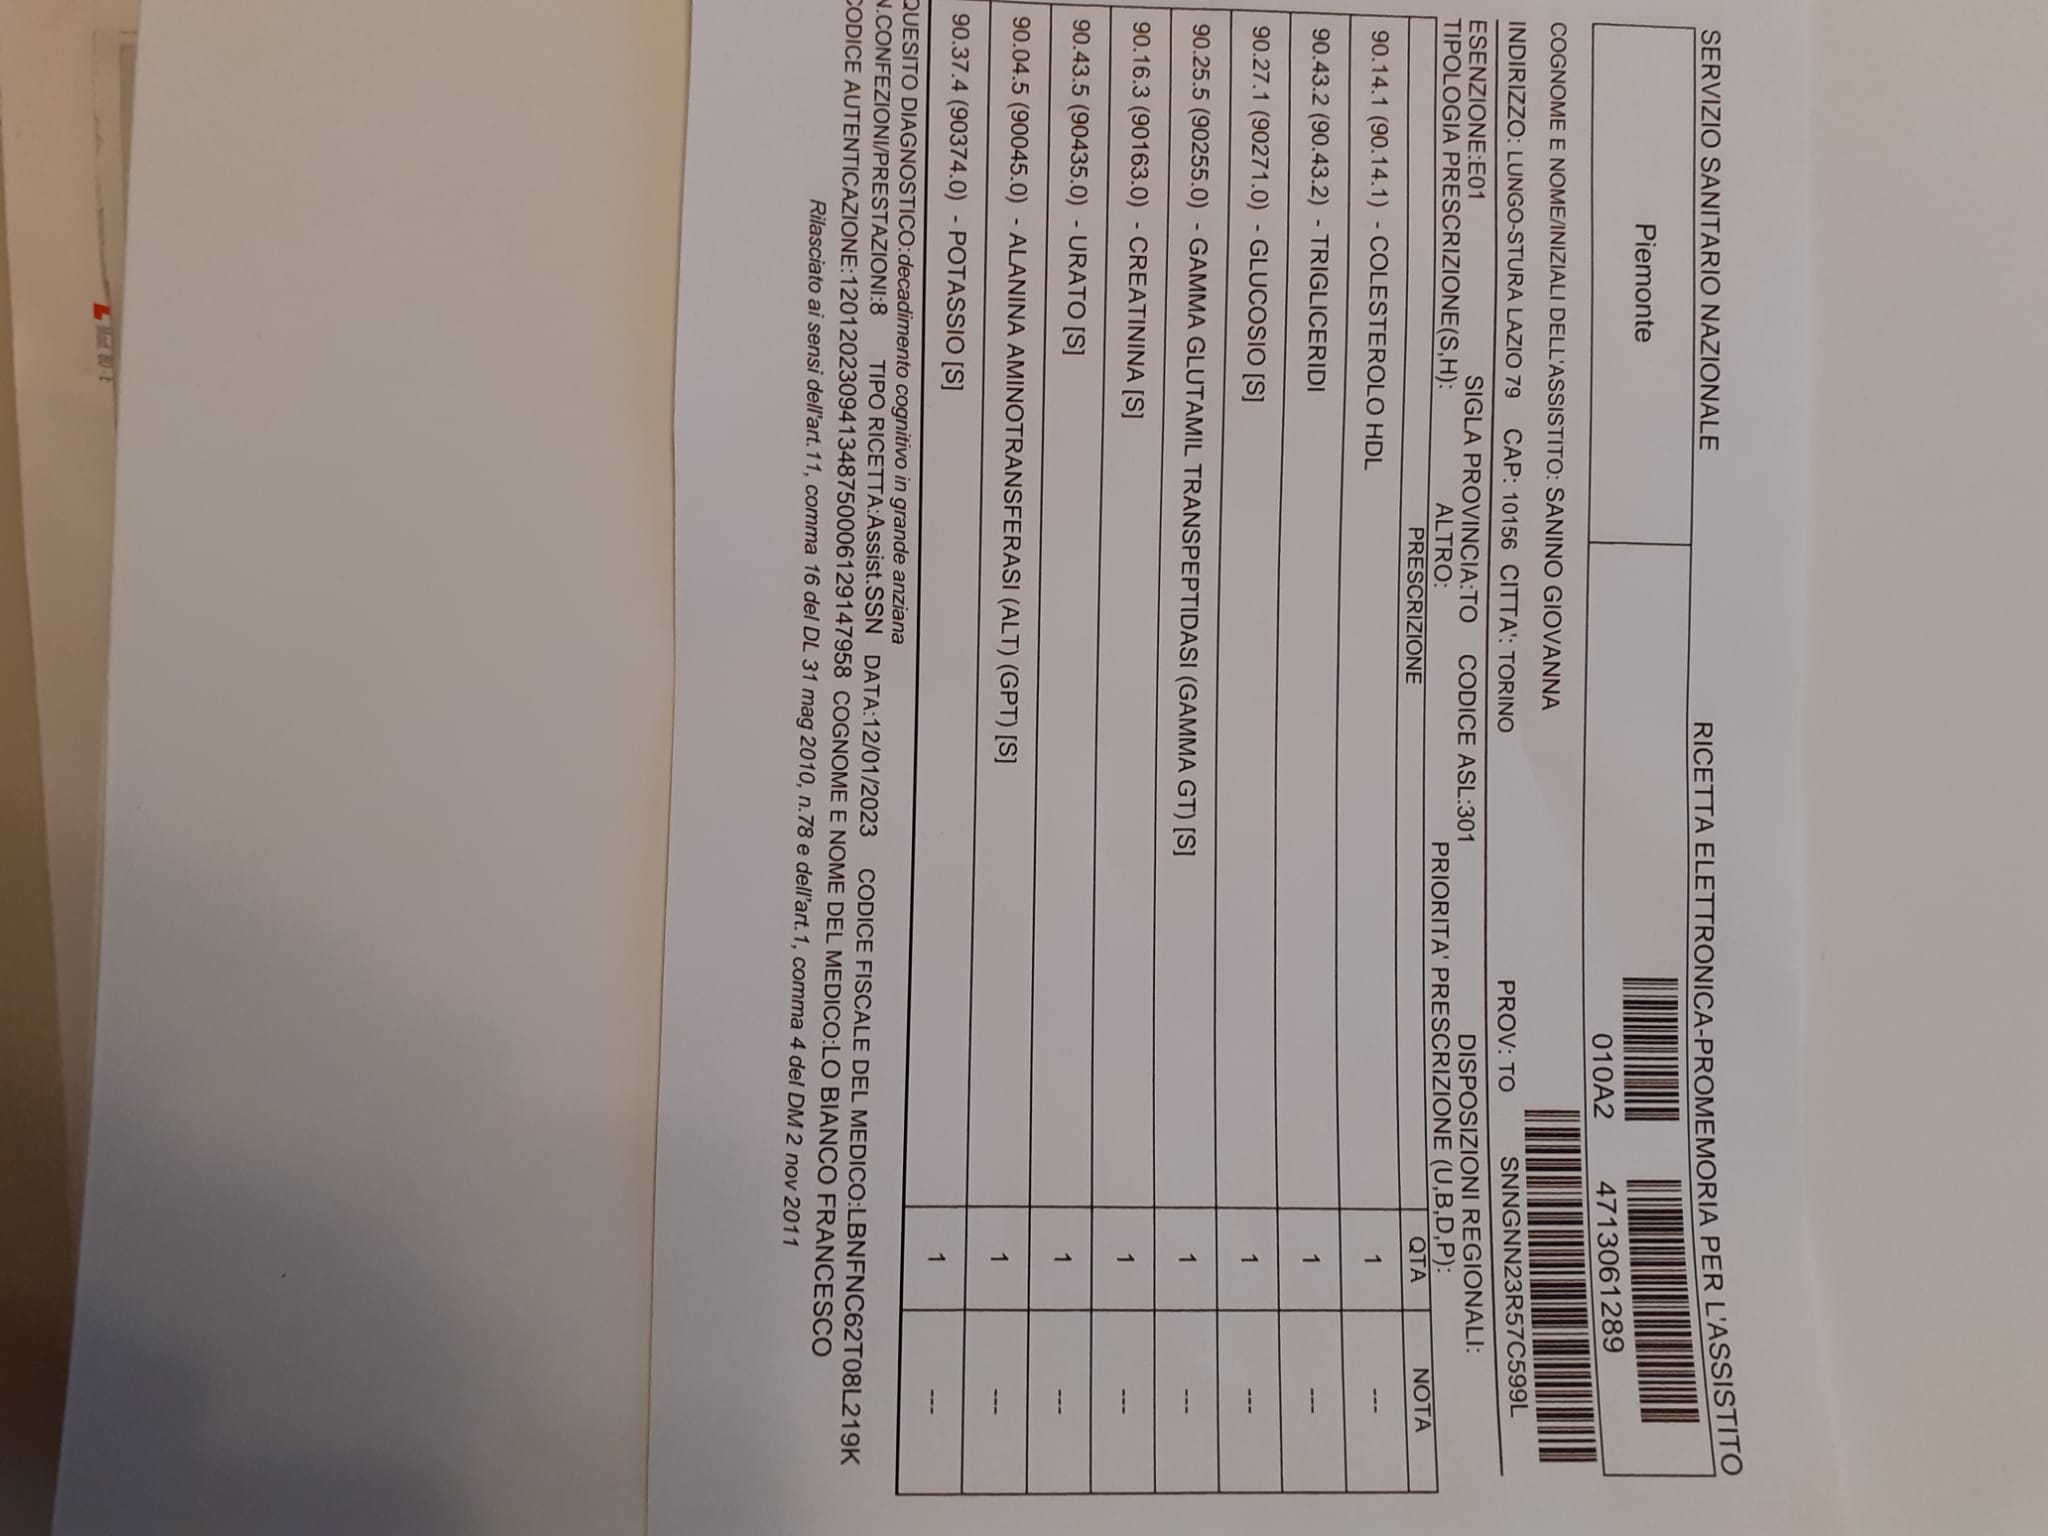 SERVIZIO SANITARIO NAZIONALE RICETTA ELETTRONICA-PROMEMORIA PER L'ASSISTITO
Piemonte
010A2 4713061289
COGNOME E NOME/INIZIALI DELL'ASSISTITO: SANINO GIOVANNA
INDIRIZZO: LUNGO-STURA LAZIO 79 CAP: 10156 CITTA': TORINO PROV: TO SNNGNN23R57C599L
ESENZIONE:E01 SIGLA PROVINCIA:TO CODICE ASL:301 DISPOSIZIONI REGIONALI:
TIPOLOGIA PRESCRIZIONE(S,H): ALTRO: PRIORITA' PRESCRIZIONE (U,B,D,P):
PRESCRIZIONE QTA NOTA
90.14.1 (90.14.1) - COLESTEROLO HDL 1 ---
90.43.2 (90.43.2) - TRIGLICERIDI 1 ---
90.27.1 (90271.0) - GLUCOSIO [S] 1 ---
90.25.5 (90255.0) - GAMMA GLUTAMIL TRANSPEPTIDASI (GAMMA GT) [S] 1 ---
90.16.3 (90163.0) - CREATININA [S] 1 ---
90.43.5 (90435.0) - URATO [S] 1 ---
90.04.5 (90045.0) - ALANINA AMINOTRANSFERASI (ALT) (GPT) [S] 1 ---
90.37.4 (90374.0) - POTASSIO [S] 1 ---
QUESITO DIAGNOSTICO:decadimento cognitivo in grande anziana
N.CONFEZIONI/PRESTAZIONI:8 TIPO RICETTA:Assist.SSN DATA:12/01/2023 CODICE FISCALE DEL MEDICO:LBNFNC62T08L219K
CODICE AUTENTICAZIONE:120120230941348750006129147958 COGNOME E NOME DEL MEDICO:LO BIANCO FRANCESCO
Rilasciato ai sensi dell'art.11, comma 16 del DL 31 mag 2010, n.78 e dell'art.1, comma 4 del DM 2 nov 2011